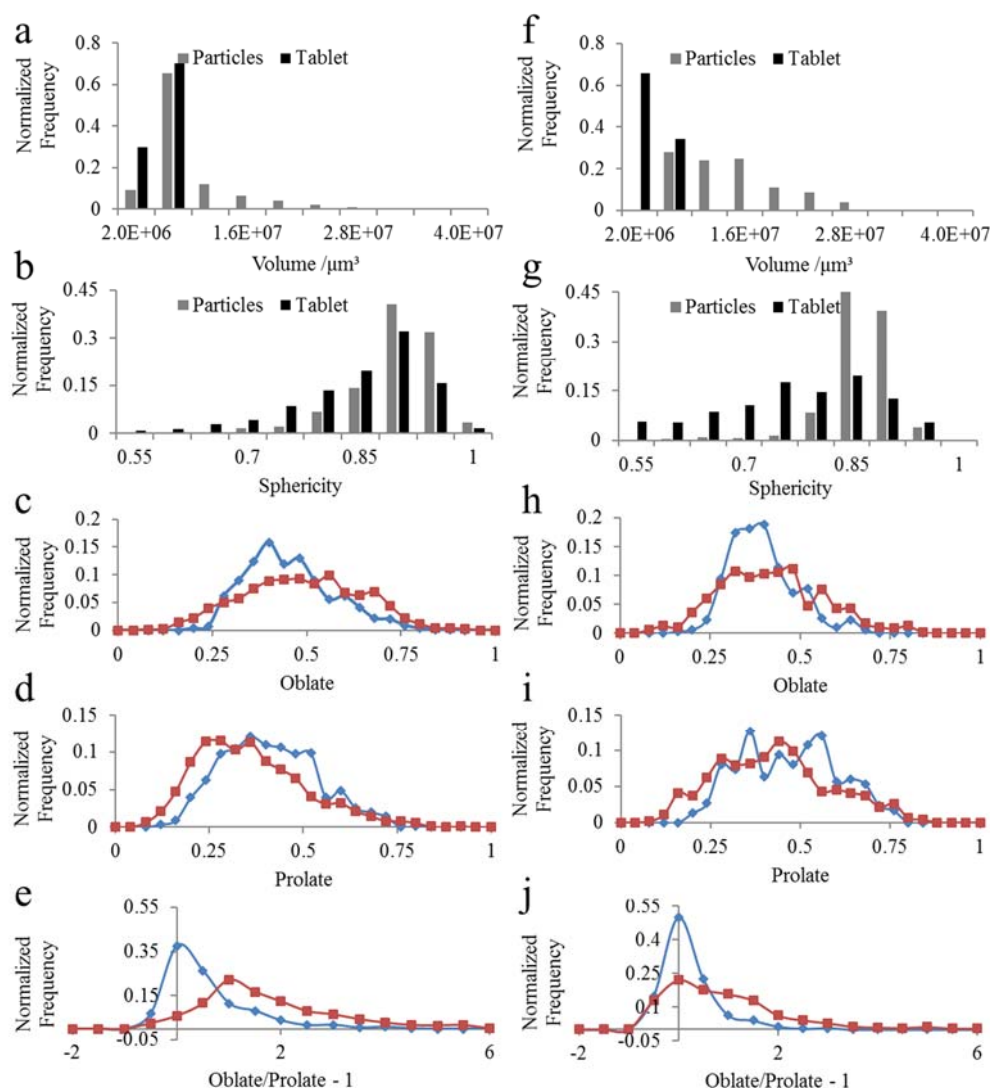 a
0.8
0.6
0.4
0.2
0
Normalized
Frequency
Particles Tablet
2.0E+06 1.6E+07 2.8E+07 4.0E+07
Volume /μm³
b
0.45
0.3
0.15
0
Normalized
Frequency
Particles Tablet
0.55 0.7 0.85 1
Sphericity
c
0.2
0.15
0.1
0.05
0
Normalized
Frequency
0 0.25 0.5 0.75 1
Oblate
d
0.15
0.1
0.05
0
Normalized
Frequency
0 0.25 0.5 0.75 1
Prolate
e
0.55
0.35
0.15
-0.05
Normalized
Frequency
-2 2 6
Oblate/Prolate - 1
f
0.8
0.6
0.4
0.2
0
Normalized
Frequency
Particles Tablet
2.0E+06 1.6E+07 2.8E+07 4.0E+07
Volume /μm³
g
0.45
0.3
0.15
0
Normalized
Frequency
Particles Tablet
0.55 0.7 0.85 1
Sphericity
h
0.2
0.15
0.1
0.05
0
Normalized
Frequency
0 0.25 0.5 0.75 1
Oblate
i
0.15
0.1
0.05
0
Normalized
Frequency
0 0.25 0.5 0.75 1
Prolate
j
0.55
0.4
0.25
0.1
-0.05
Normalized
Frequency
-2 2 6
Oblate/Prolate - 1